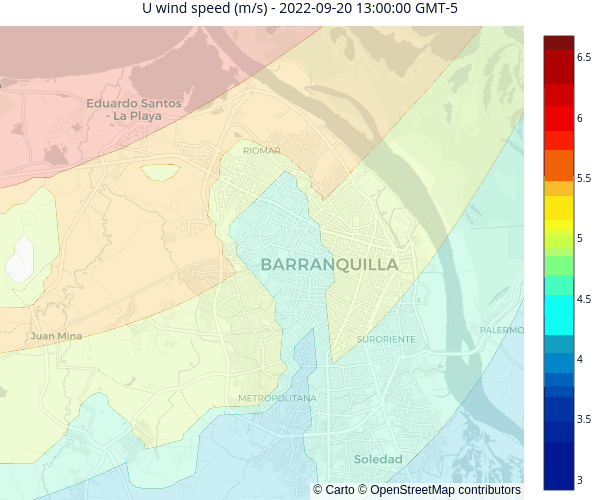 U wind speed (m/s) - 2022-09-20 13:00:00 GMT-5
6.5
Eduardo Santos
- La Playa
6
RIOMAR
5.5
5
BARRANQUILLA
4.5
PALERMO
Juan Mina
SURORIENTE
4
METROPOLITANA
3.5
Soledad
3
© Carto © OpenStreetMap contributors